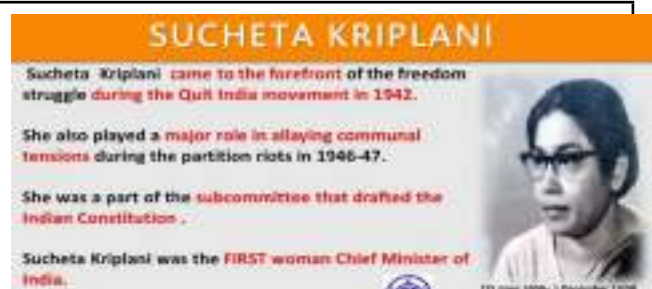 SUCHETA KRIPLANI
Sucheta Kriplani came to the forefront of the freedom
struggle during the Quit India movement in 1942.
She also played a major role in allaying communal
tensions during the partition riots in 1946-47.
She was a part of the subcommittee that drafted the
Indian Constitution .
Sucheta Kriplani was the FIRST woman Chief Minister of
India.